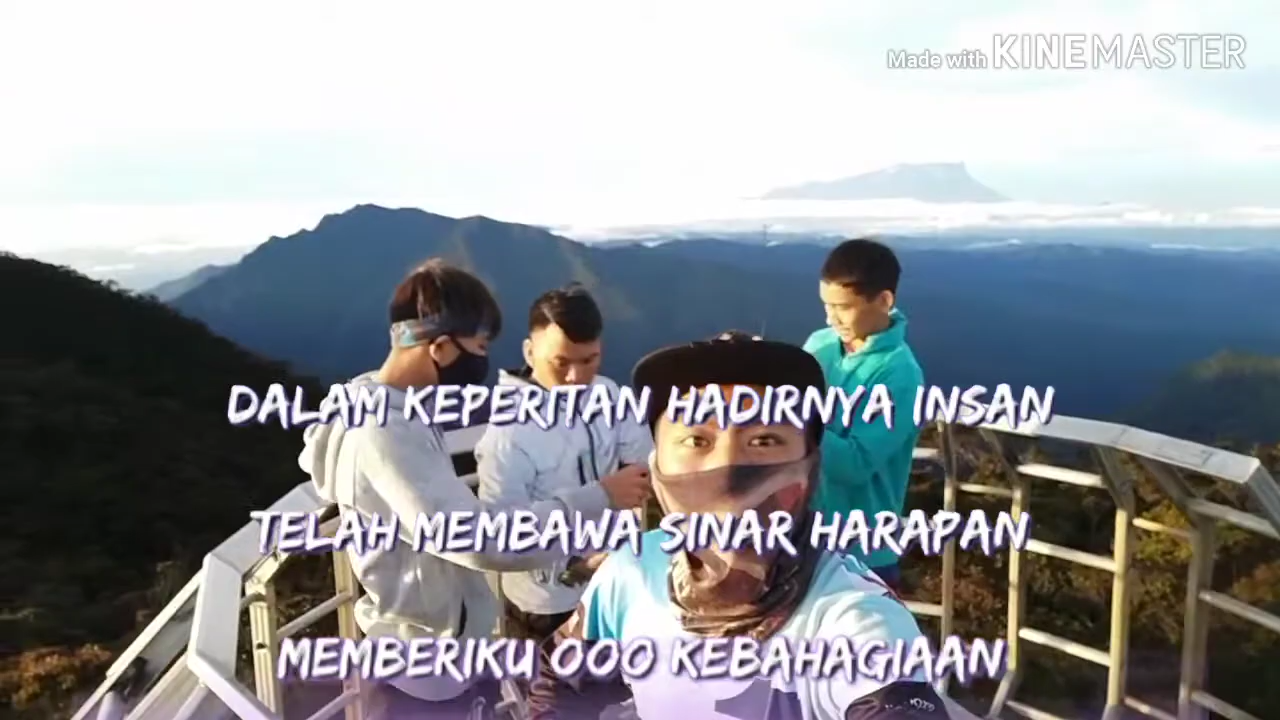 Made with KINEMASTER
DALAM KEPERITAN HADIRNYA INSAN
TELAH MEMBAWA SINAR HARAPAN
MEMBERIKU OOO KEBAHAGIAAN